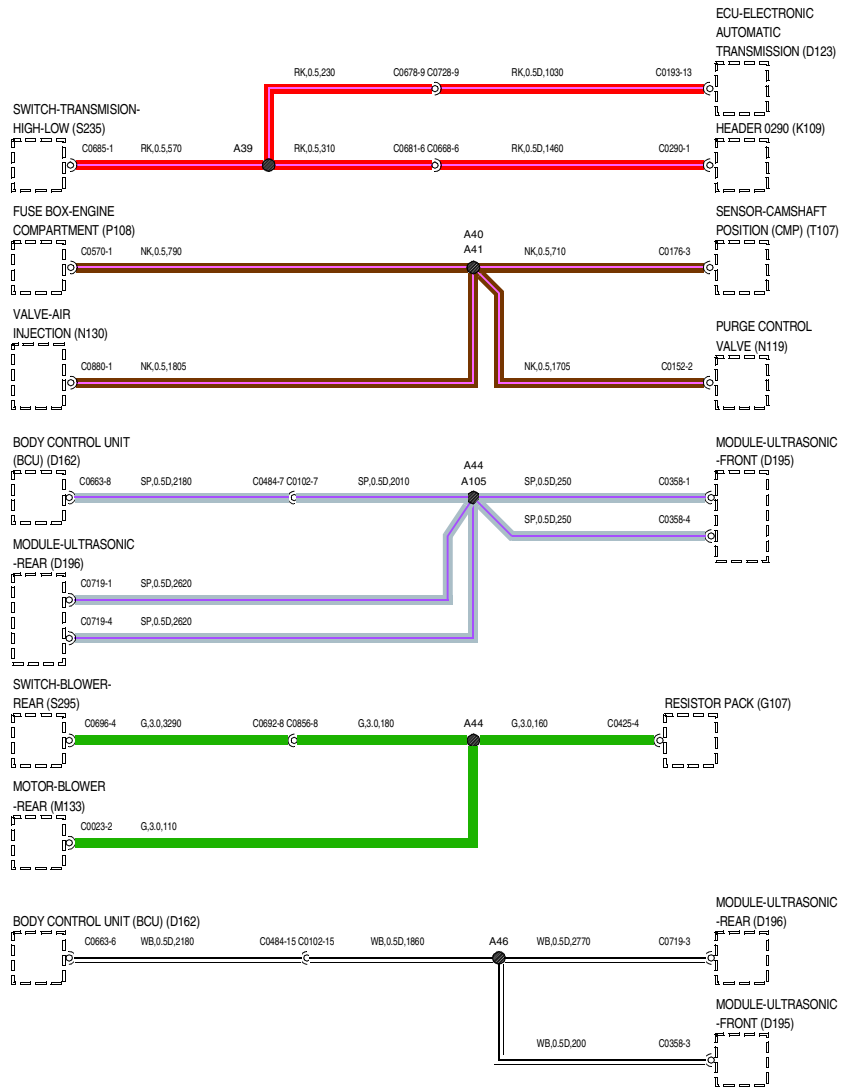 ECU-ELECTRONIC
AUTOMATIC
TRANSMISSION (D123)
RK,0.5,230
C0678-9 C0728-9
RK,0.5D,1030
C0193-13
SWITCH-TRANSMISION-
HIGH-LOW (S235)
HEADER 0290 (K109)
C0685-1
RK,0.5,570
A39
RK,0.5,310
C0681-6 C0668-6
RK,0.5D,1460
C0290-1
FUSE BOX-ENGINE
COMPARTMENT (P108)
SENSOR-CAMSHAFT
POSITION (CMP) (T107)
A40
A41
C0570-1
NK,0.5,790
NK,0.5,710
C0176-3
VALVE-AIR
INJECTION (N130)
PURGE CONTROL
VALVE (N119)
C0880-1
NK,0.5,1805
NK,0.5,1705
C0152-2
BODY CONTROL UNIT
(BCU) (D162)
MODULE-ULTRASONIC
-FRONT (D195)
A44
A105
C0663-8
SP,0.5D,2180
C0484-7 C0102-7
SP,0.5D,2010
SP,0.5D,250
C0358-1
SP,0.5D,250
C0358-4
MODULE-ULTRASONIC
-REAR (D196)
C0719-1
SP,0.5D,2620
C0719-4
SP,0.5D,2620
SWITCH-BLOWER-
REAR (S295)
RESISTOR PACK (G107)
C0696-4
G,3.0,3290
C0692-8 C0856-8
G,3.0,180
A44
G,3.0,160
C0425-4
MOTOR-BLOWER
-REAR (M133)
C0023-2
G,3.0,110
BODY CONTROL UNIT (BCU) (D162)
MODULE-ULTRASONIC
-REAR (D196)
C0663-6
WB,0.5D,2180
C0484-15 C0102-15
WB,0.5D,1860
A46
WB,0.5D,2770
C0719-3
MODULE-ULTRASONIC
-FRONT (D195)
WB,0.5D,200
C0358-3